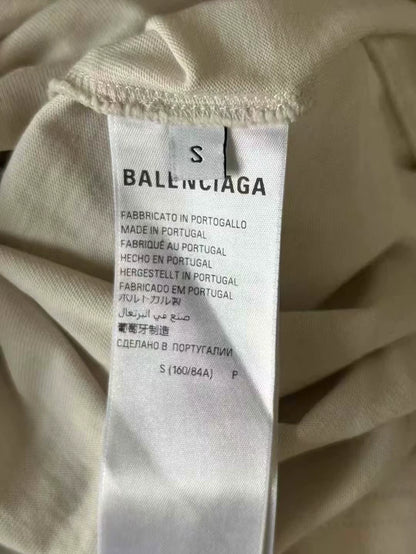 S
BALENCIAGA
FABBRICATO IN PORTOGALLO
MADE IN PORTUGAL
FABRIQUÉ AU PORTUGAL
HECHO EN PORTUGAL
HERGESTELLT IN PORTUGAL
FABRICADO EM PORTUGAL
ポルトガル製
صنع في البرتغال
葡萄牙制造
СДЕЛАНО В ПОРТУГАЛИИ
S (160/84A) P